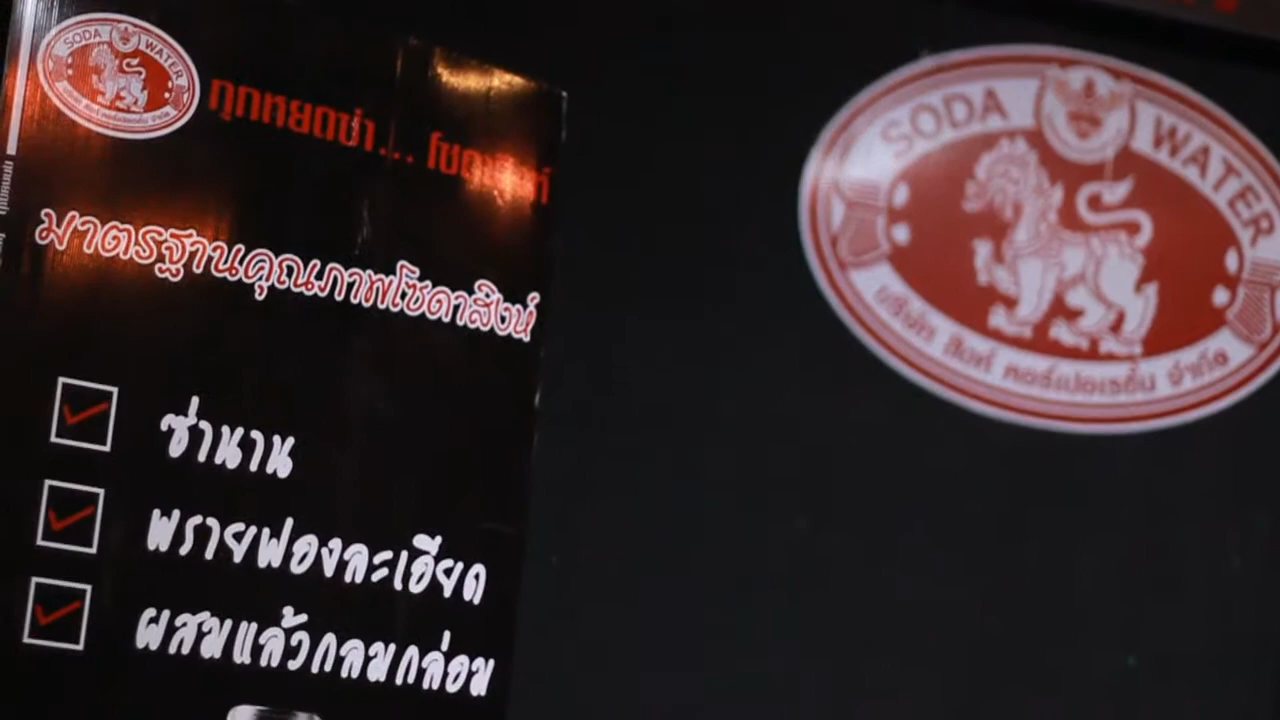 SODA WATER
ทุกหยดซ่า... โซดาสิงห์
มาตรฐานคุณภาพโซดาสิงห์
ซ่านาน
พรายฟองละเอียด
ผสมแล้วกลมกล่อม
SODA WATER
บริษัท สิงห์ คอร์เปอเรชั่น จำกัด